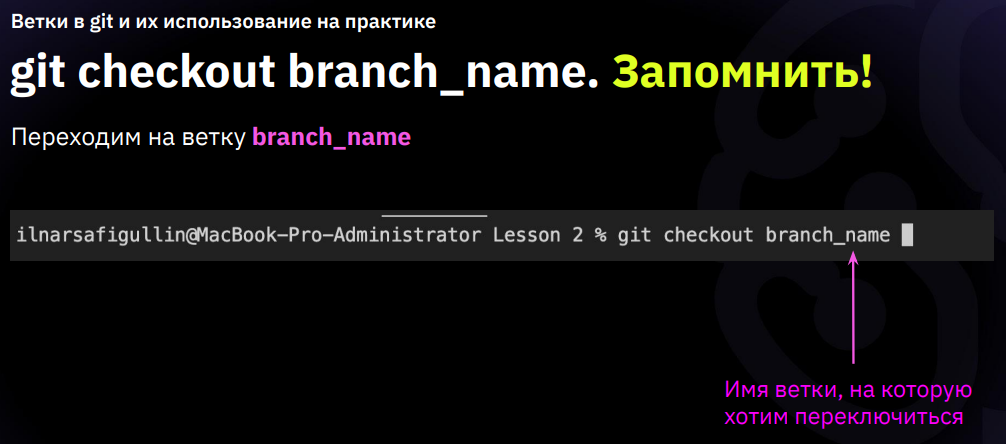 Ветки в git и их использование на практике
git checkout branch_name. Запомнить!
Переходим на ветку branch_name
ilnarsafigullin@MacBook-Pro-Administrator Lesson 2 % git checkout branch_name
Имя ветки, на которую
хотим переключиться